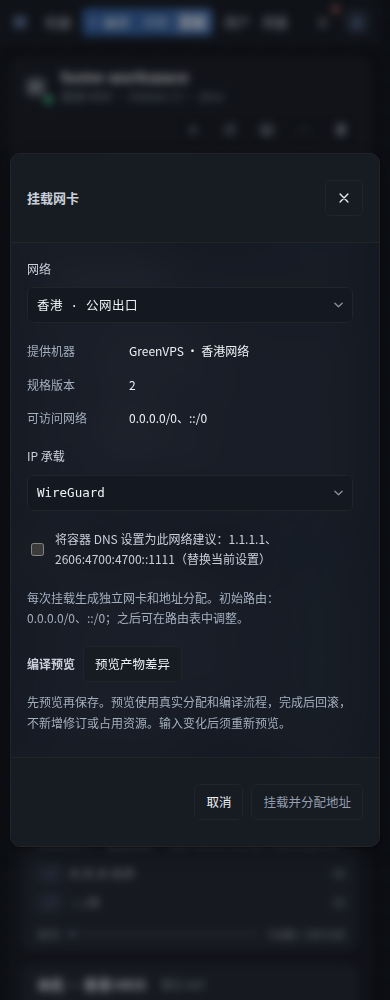 挂载网卡
网络
香港 · 公网出口
提供机器 GreenVPS · 香港网络
规格版本 2
可访问网络 0.0.0.0/0、::/0
IP 承载
WireGuard
将容器 DNS 设置为此网络建议：1.1.1.1、
2606:4700:4700::1111（替换当前设置）
每次挂载生成独立网卡和地址分配。初始路由：
0.0.0.0/0、::/0；之后可在路由表中调整。
编译预览 预览产物差异
先预览再保存。预览使用真实分配和编译流程，完成后回滚，
不新增修订或占用资源。输入变化后须重新预览。
取消 挂载并分配地址